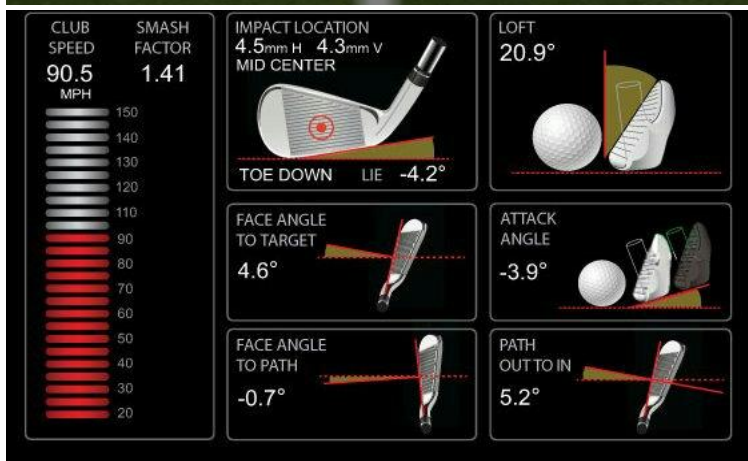 CLUB SPEED
90.5
MPH
SMASH FACTOR
1.41
150
140
130
120
110
90
80
70
60
50
40
30
20
IMPACT LOCATION
4.5mm H 4.3mm V
MID CENTER
TOE DOWN LIE -4.2°
LOFT
20.9°
FACE ANGLE
TO TARGET
4.6°
ATTACK
ANGLE
-3.9°
FACE ANGLE
TO PATH
-0.7°
PATH
OUT TO IN
5.2°